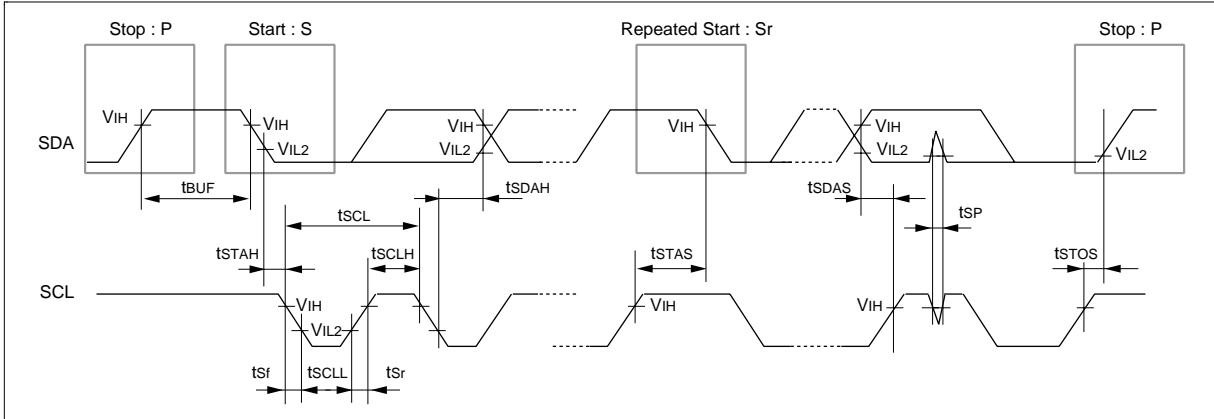 Stop : P
Start : S
Repeated Start : Sr
Stop : P
SDA
VIH
VIH
VIL2
VIH
VIL2
VIH
VIH
VIL2
VIL2
tBUF
tSDAH
tSDAS
tSCL
tSP
tSTAH
tSCLH
tSTAS
tSTOS
SCL
VIH
VIL2
VIH
VIH
VIH
tSf
tSCLL
tSr